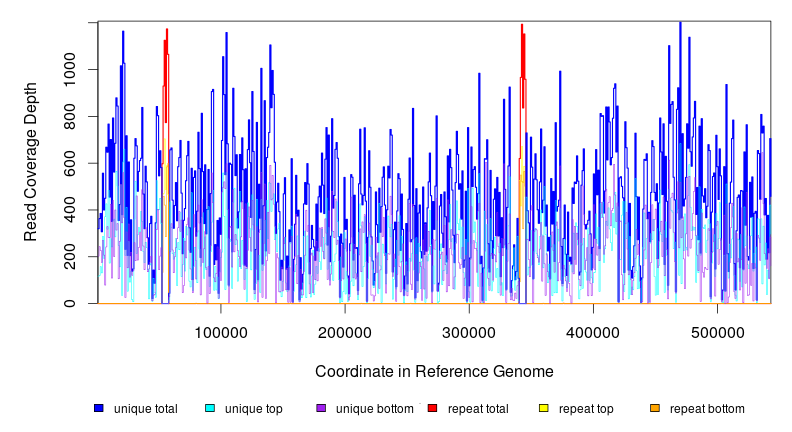 Read Coverage Depth
1000
800
600
400
200
0
100000 200000 300000 400000 500000
Coordinate in Reference Genome
unique total unique top unique bottom repeat total repeat top repeat bottom